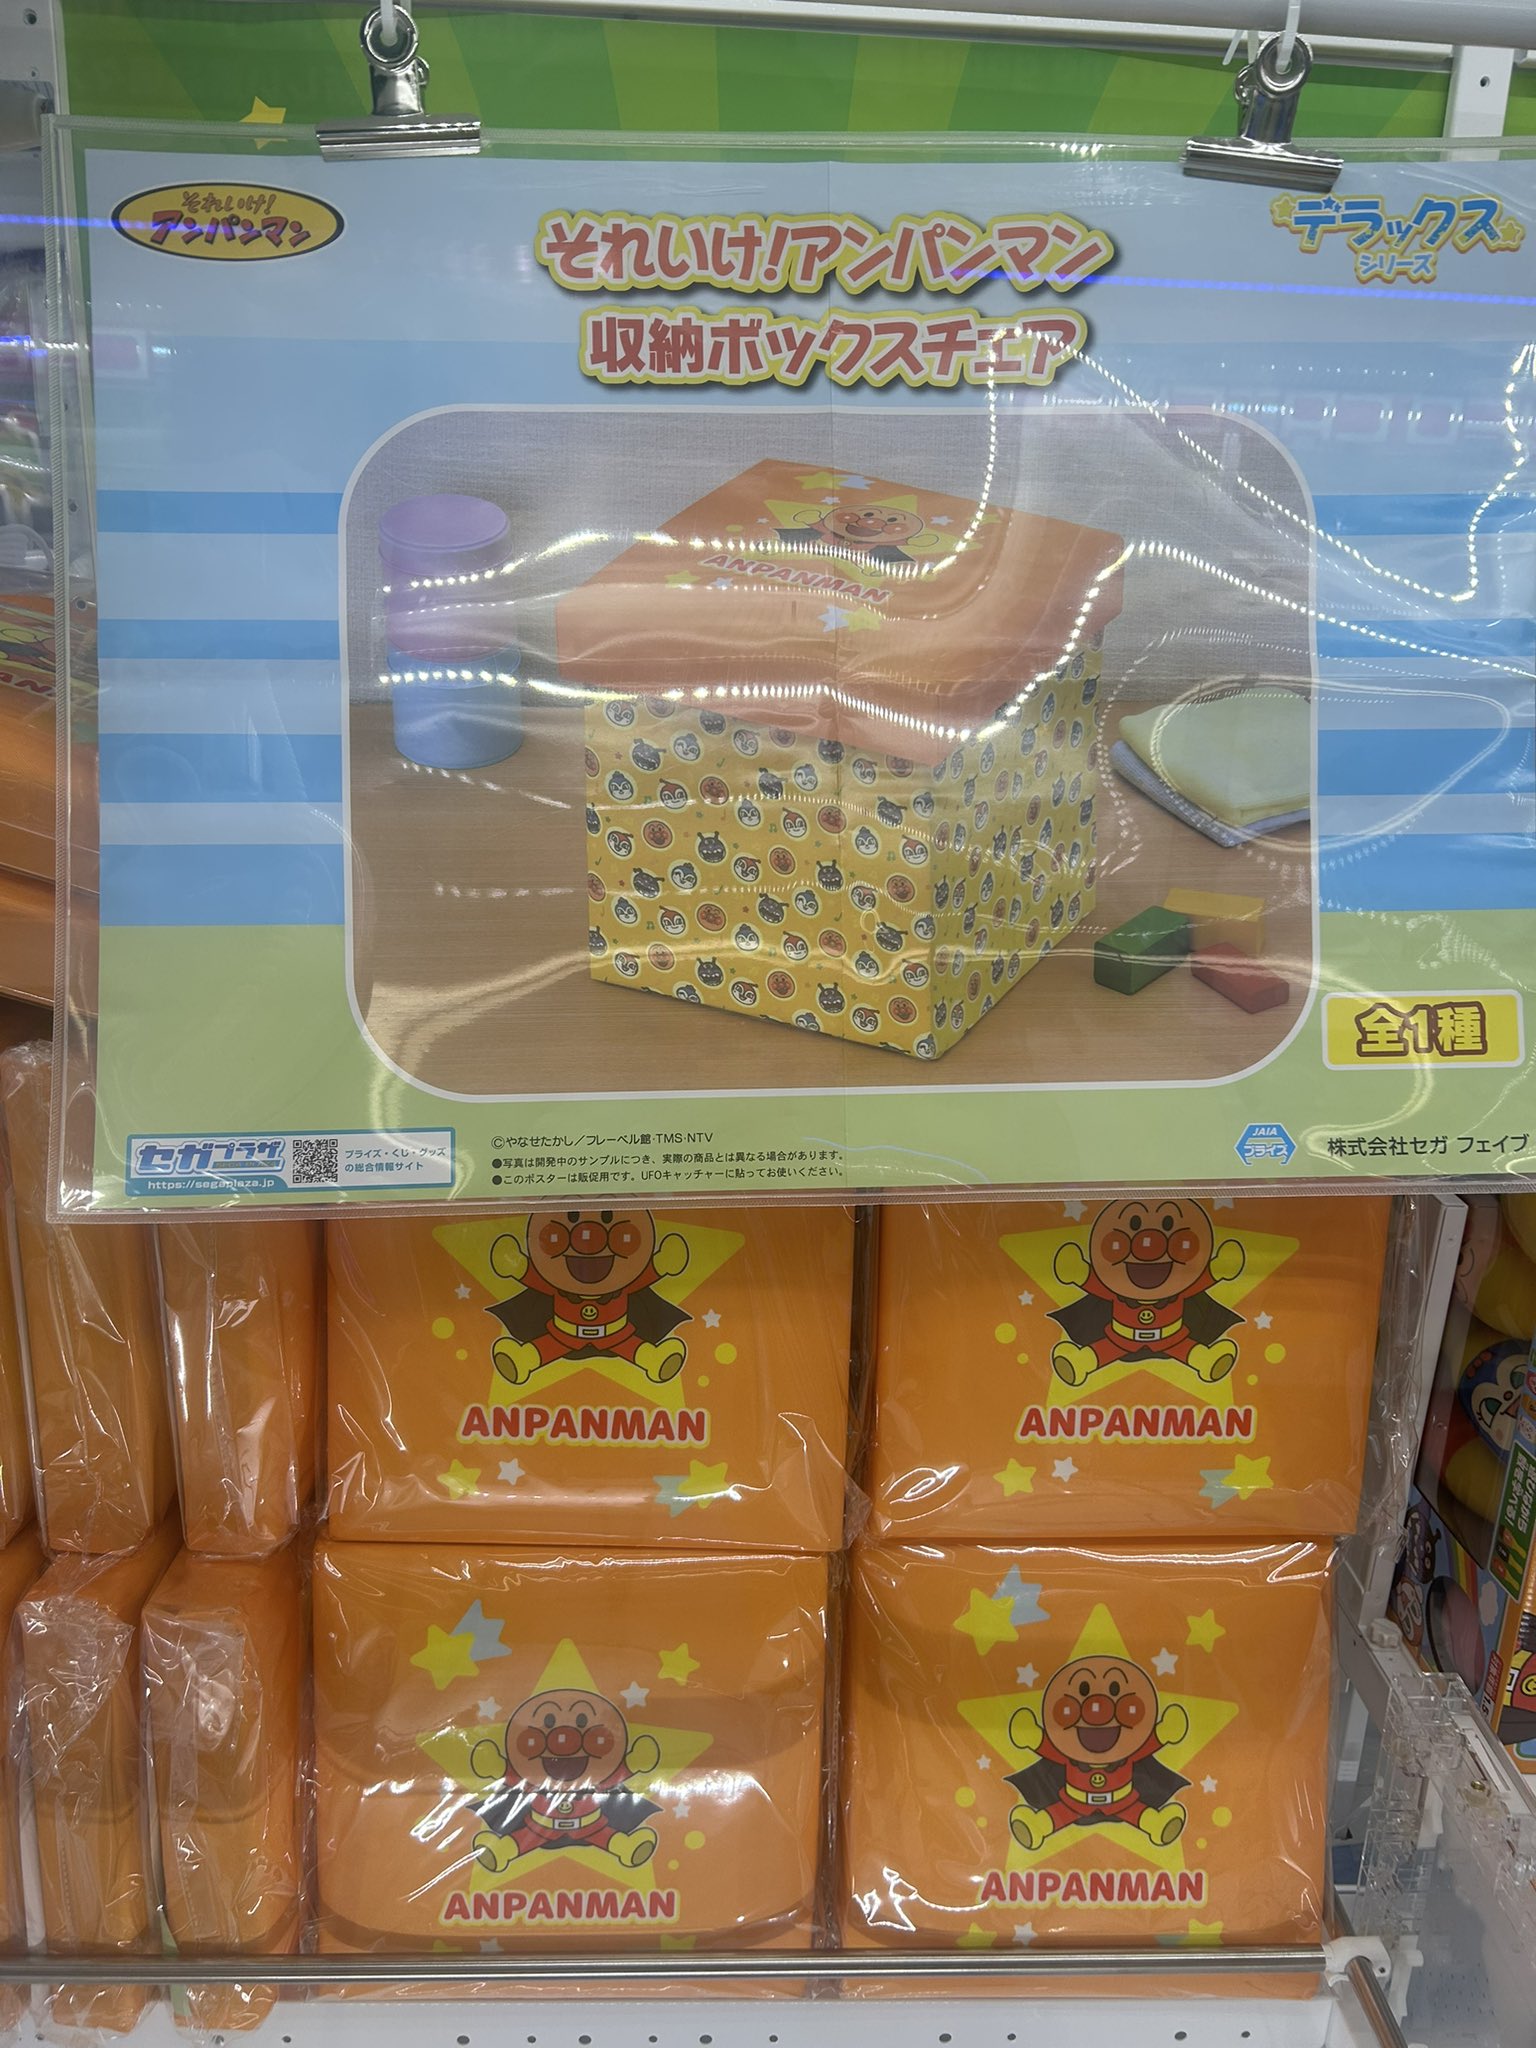 それいけ!
アンパンマン
それいけ!アンパンマン
収納ボックスチェア
デラックス
シリーズ
ANPANMAN
全1種
セガプラザ
https://segaplaza.jp
プライズ・くじ・グッズ
の総合情報サイト
©やなせたかし/フレーベル館・TMS・NTV
●写真は開発中のサンプルにつき、実際の商品とは異なる場合があります。
●このポスターは販促用です。UFOキャッチャーに貼ってお使いください。
JAIA
プライズ
株式会社セガ フェイブ
ANPANMAN
ANPANMAN
ANPANMAN
ANPANMAN